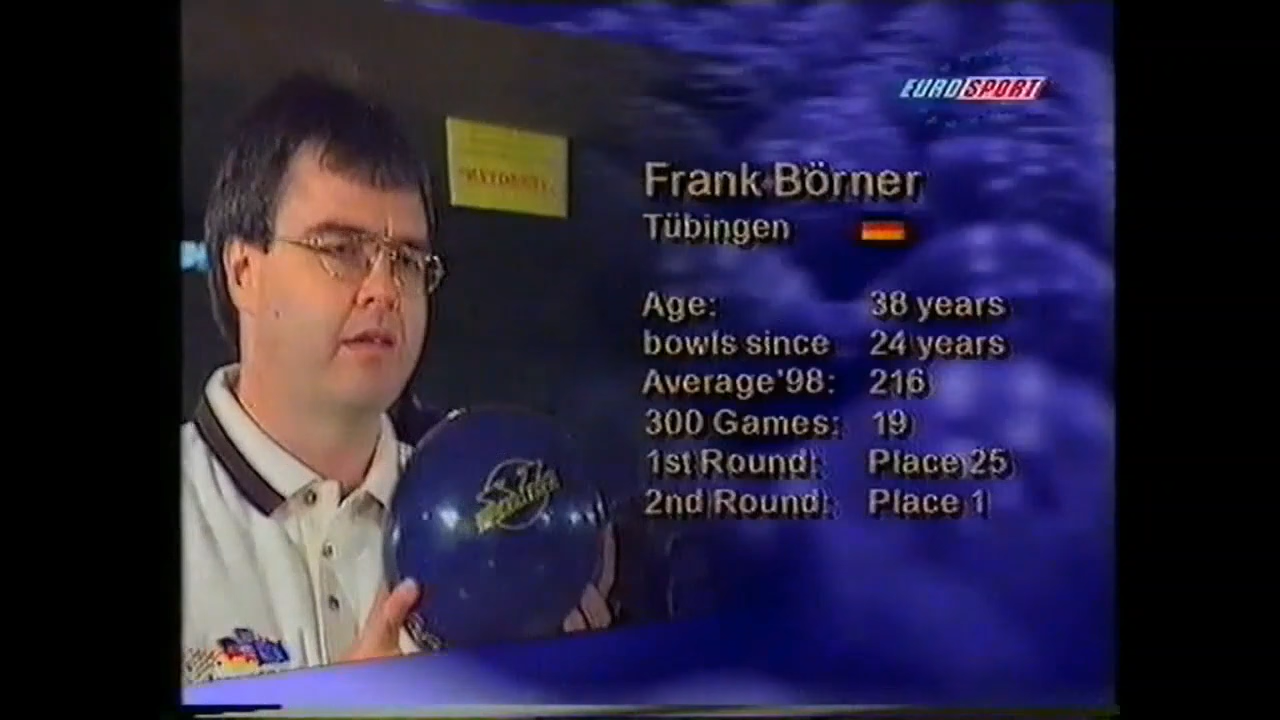 EUROSPORT
Frank Börner
Tübingen
Age: 38 years
bowls since 24 years
Average'98: 216
300 Games: 19
1st Round: Place 25
2nd Round: Place 1